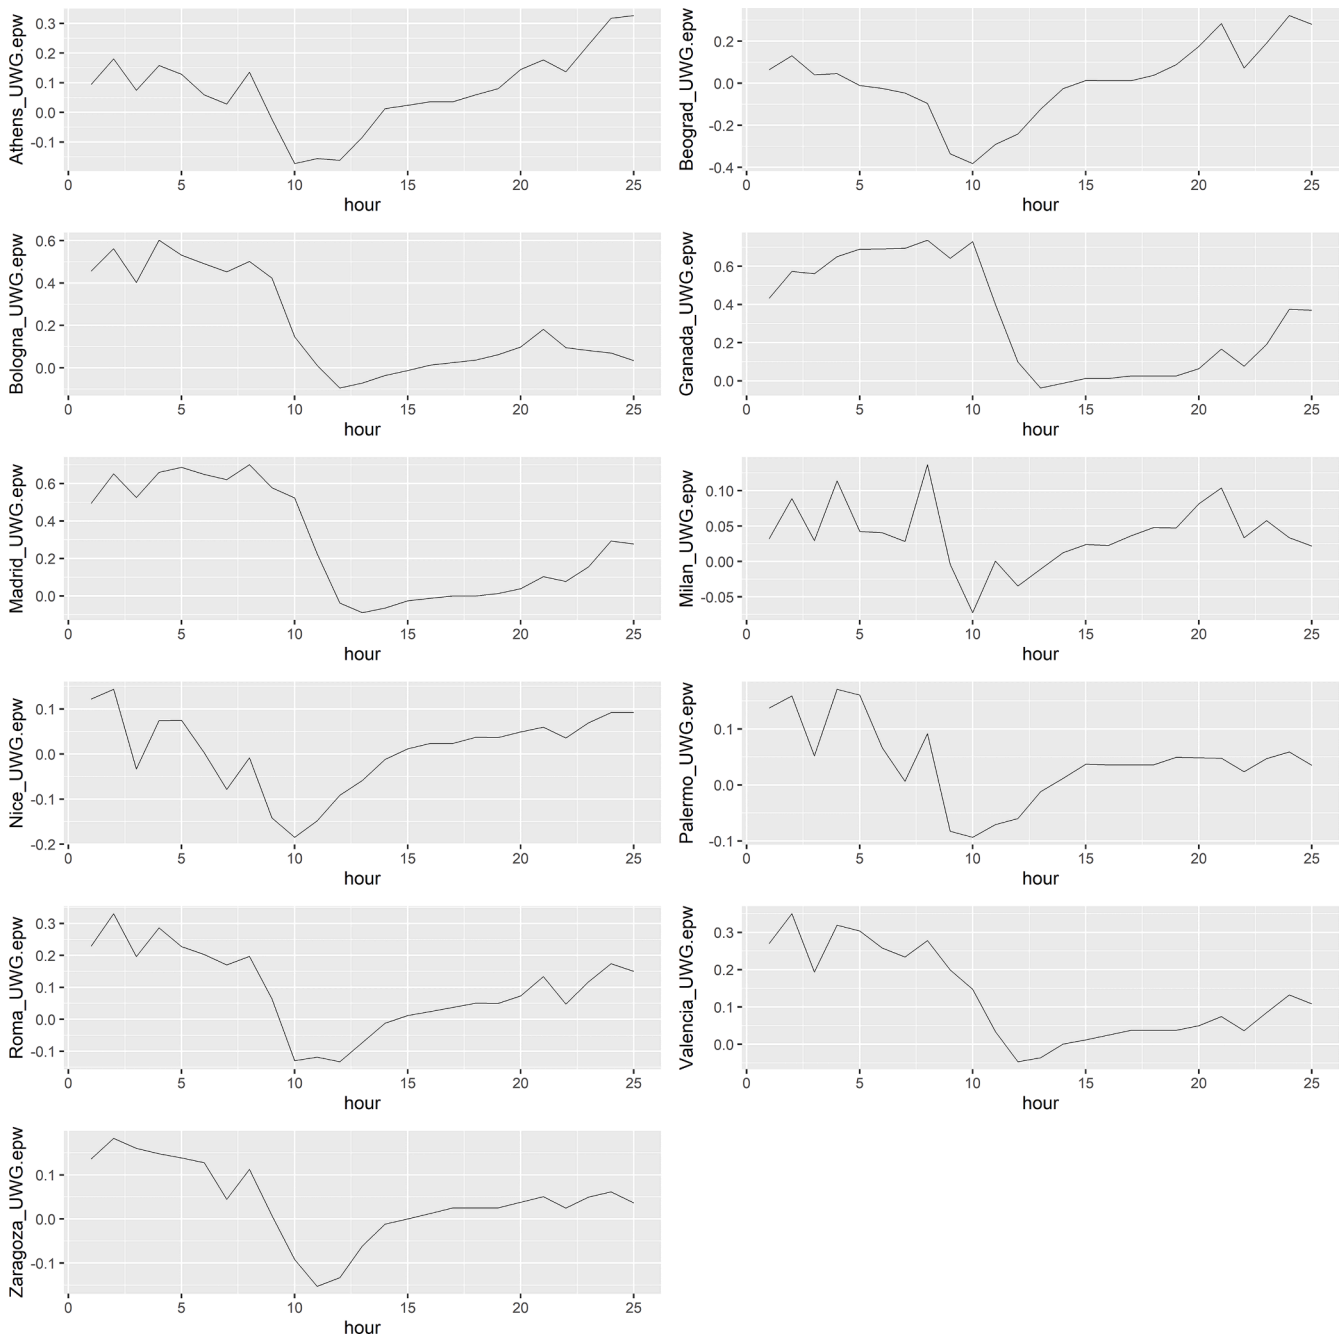 Athens_UWG.epw
0.3
0.2
0.1
0.0
-0.1
0 5 10 15 20 25
hour
Beograd_UWG.epw
0.2
0.0
-0.2
-0.4
0 5 10 15 20 25
hour
Bologna_UWG.epw
0.6
0.4
0.2
0.0
0 5 10 15 20 25
hour
Granada_UWG.epw
0.6
0.4
0.2
0.0
0 5 10 15 20 25
hour
Madrid_UWG.epw
0.6
0.4
0.2
0.0
0 5 10 15 20 25
hour
Milan_UWG.epw
0.10
0.05
0.00
-0.05
0 5 10 15 20 25
hour
Nice_UWG.epw
0.1
0.0
-0.1
-0.2
0 5 10 15 20 25
hour
Palermo_UWG.epw
0.1
0.0
-0.1
0 5 10 15 20 25
hour
Roma_UWG.epw
0.3
0.2
0.1
0.0
-0.1
0 5 10 15 20 25
hour
Valencia_UWG.epw
0.3
0.2
0.1
0.0
0 5 10 15 20 25
hour
Zaragoza_UWG.epw
0.1
0.0
-0.1
0 5 10 15 20 25
hour